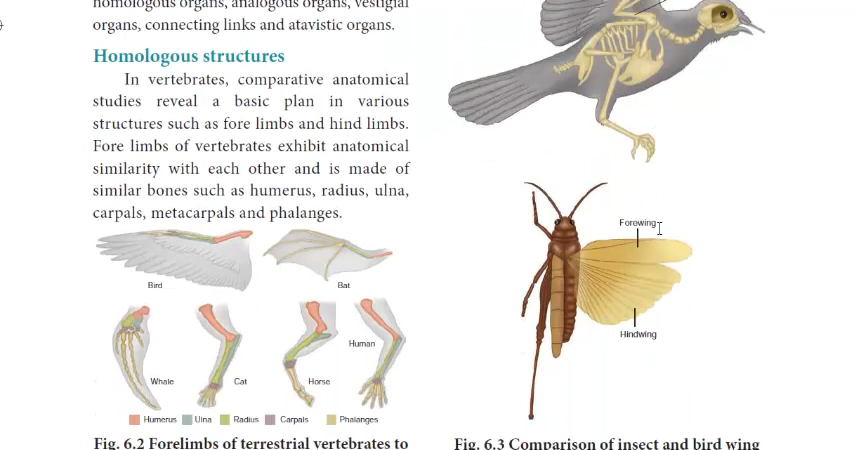 homologous organs, analogous organs, vestigial
organs, connecting links and atavistic organs.
Homologous structures
In vertebrates, comparative anatomical
studies reveal a basic plan in various
structures such as fore limbs and hind limbs.
Fore limbs of vertebrates exhibit anatomical
similarity with each other and is made of
similar bones such as humerus, radius, ulna,
carpals, metacarpals and phalanges.
Bird
Bat
Human
Whale
Cat
Horse
Humerus
Ulna
Radius
Carpals
Phalanges
Fig. 6.2 Forelimbs of terrestrial vertebrates to
Forewing
Hindwing
Fig. 6.3 Comparison of insect and bird wing